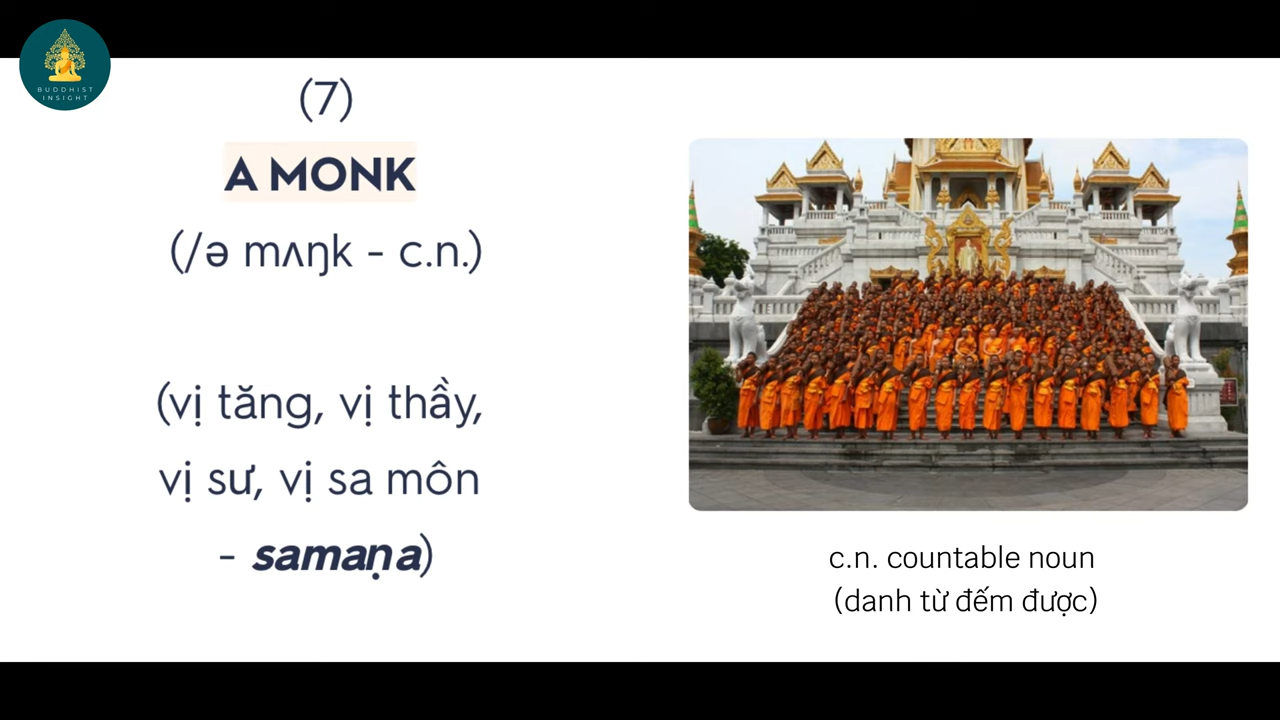 BUDDHIST
INSIGHT
(7)
A MONK
(/ə mʌŋk - c.n.)
(vị tăng, vị thầy,
vị sư, vị sa môn
- samaṇa)
c.n. countable noun
(danh từ đếm được)